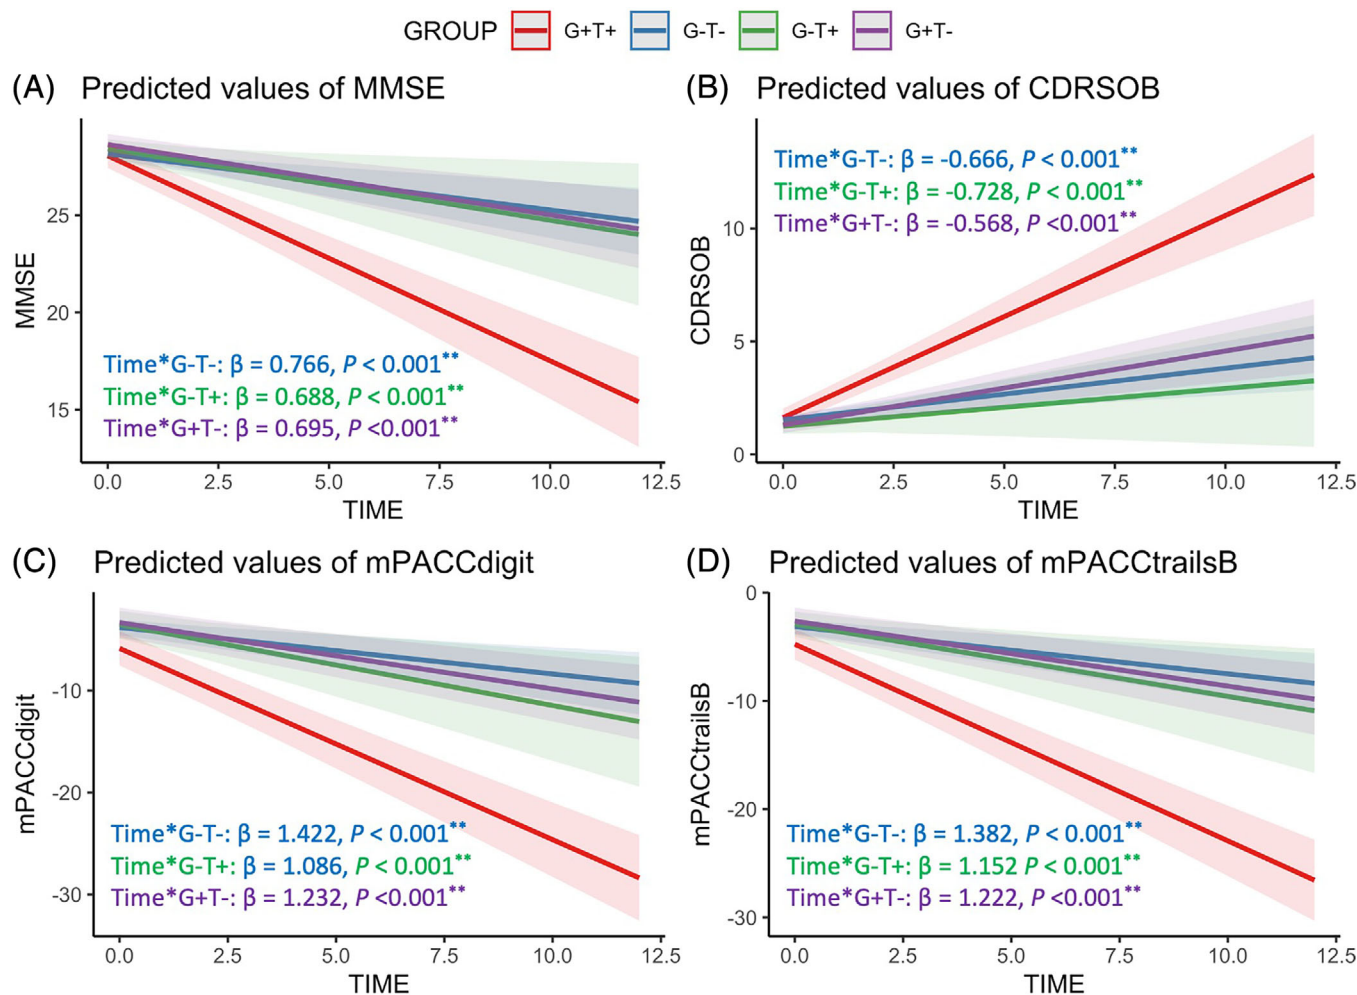 GROUP G+T+ G-T- G-T+ G+T-
(A) Predicted values of MMSE
MMSE
25
20
15
Time*G-T-: β = 0.766, P < 0.001**
Time*G-T+: β = 0.688, P < 0.001**
Time*G+T-: β = 0.695, P <0.001**
0.0 2.5 5.0 7.5 10.0 12.5
TIME
(B) Predicted values of CDRSOB
Time*G-T-: β = -0.666, P < 0.001**
Time*G-T+: β = -0.728, P < 0.001**
Time*G+T-: β = -0.568, P <0.001**
CDRSOB
10
5
0
0.0 2.5 5.0 7.5 10.0 12.5
TIME
(C) Predicted values of mPACCdigit
mPACCdigit
-10
-20
-30
Time*G-T-: β = 1.422, P < 0.001**
Time*G-T+: β = 1.086, P < 0.001**
Time*G+T-: β = 1.232, P <0.001**
0.0 2.5 5.0 7.5 10.0 12.5
TIME
(D) Predicted values of mPACCtrailsB
mPACCtrailsB
0
-10
-20
-30
Time*G-T-: β = 1.382, P < 0.001**
Time*G-T+: β = 1.152 P < 0.001**
Time*G+T-: β = 1.222, P <0.001**
0.0 2.5 5.0 7.5 10.0 12.5
TIME